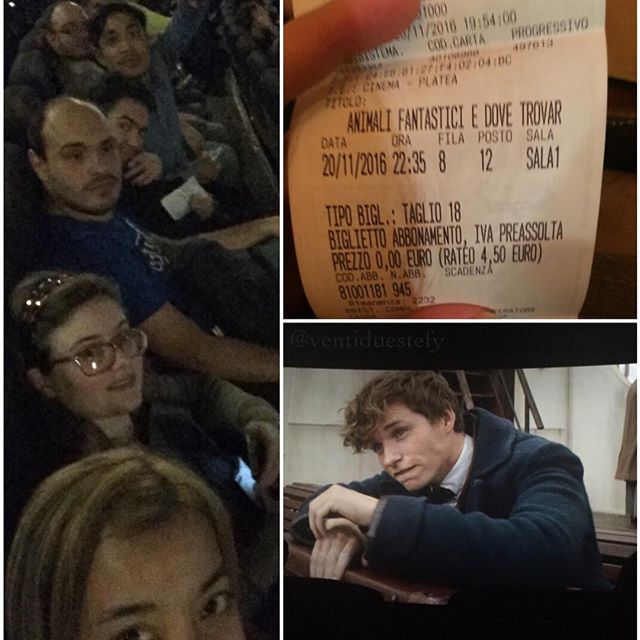 /11/2016 19:54:00
COD.CARTA PROGRESSIVO
497613
CINEMA - PLATEA
TITOLO:
ANIMALI FANTASTICI E DOVE TROVAR
DATA ORA FILA POSTO SALA
20/11/2016 22:35 8 12 SALA1
TIPO BIGL.: TAGLIO 18
BIGLIETTO ABBONAMENTO, IVA PREASSOLTA
PREZZO 0,00 EURO (RATEO 4,50 EURO)
COD.ABB. N.ABB. SCADENZA
81001181 945
2232
@ventiduestefy